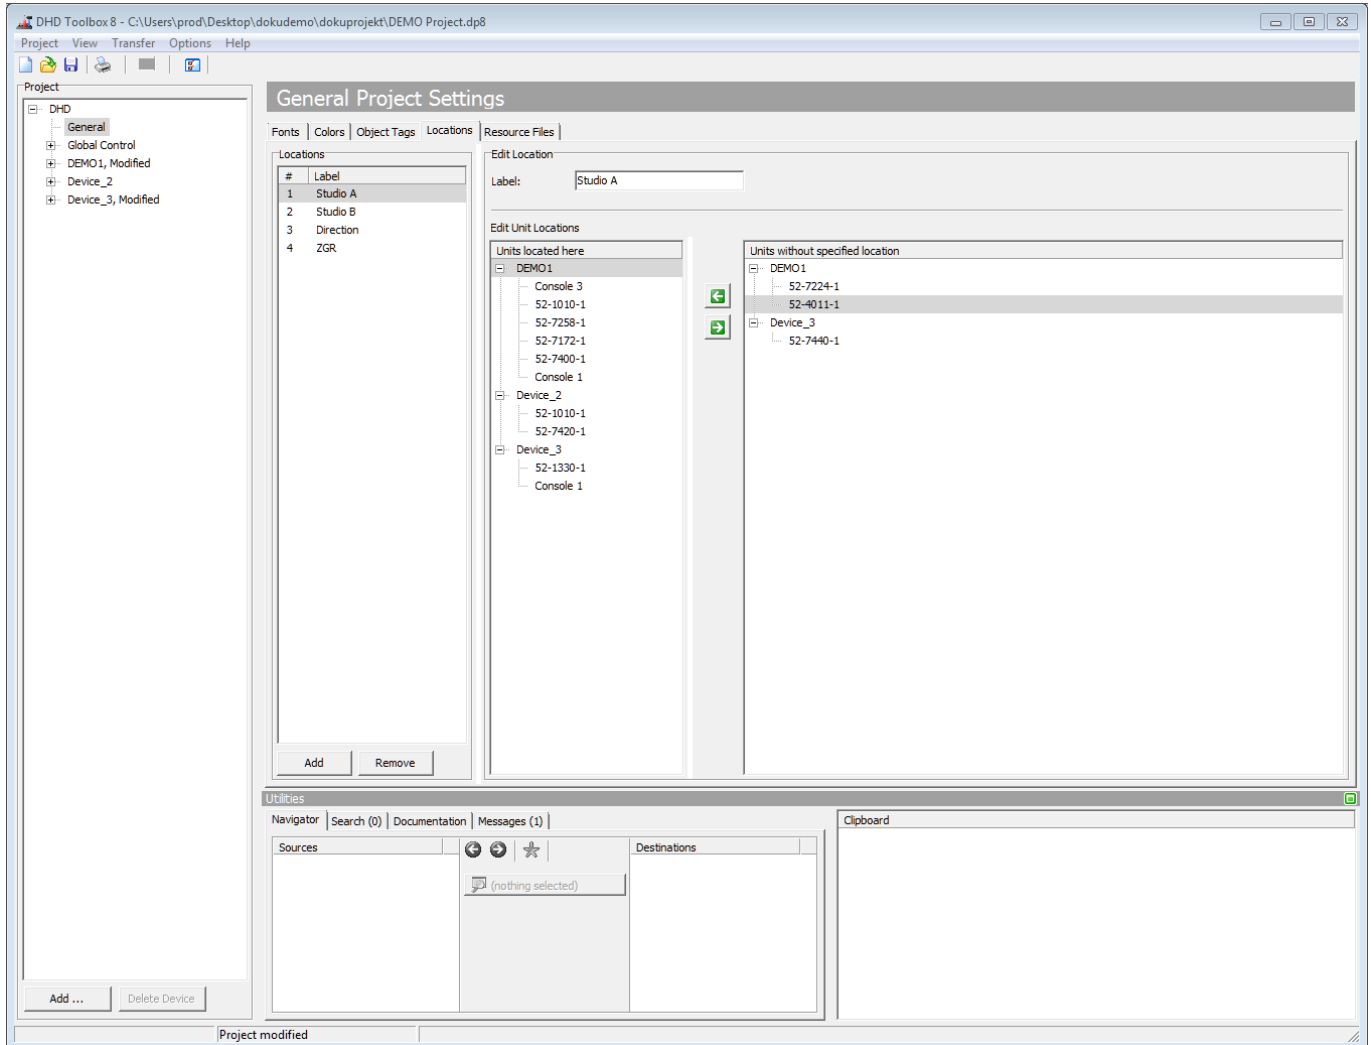 DHD Toolbox 8 - C:\Users\prod\Desktop\dokudemo\dokuprojekt\DEMO Project.dp8
Project View Transfer Options Help
Project
DHD
General
Global Control
DEMO1, Modified
Device_2
Device_3, Modified
Add ...
Delete Device
General Project Settings
Fonts Colors Object Tags Locations Resource Files
Locations
# Label
1 Studio A
2 Studio B
3 Direction
4 ZGR
Add Remove
Edit Location
Label: Studio A
Edit Unit Locations
Units located here
DEMO1
Console 3
52-1010-1
52-7258-1
52-7172-1
52-7400-1
Console 1
Device_2
52-1010-1
52-7420-1
Device_3
52-1330-1
Console 1
Units without specified location
DEMO1
52-7224-1
52-4011-1
Device_3
52-7440-1
Utilities
Navigator Search (0) Documentation Messages (1)
Sources
(nothing selected)
Destinations
Clipboard
Project modified